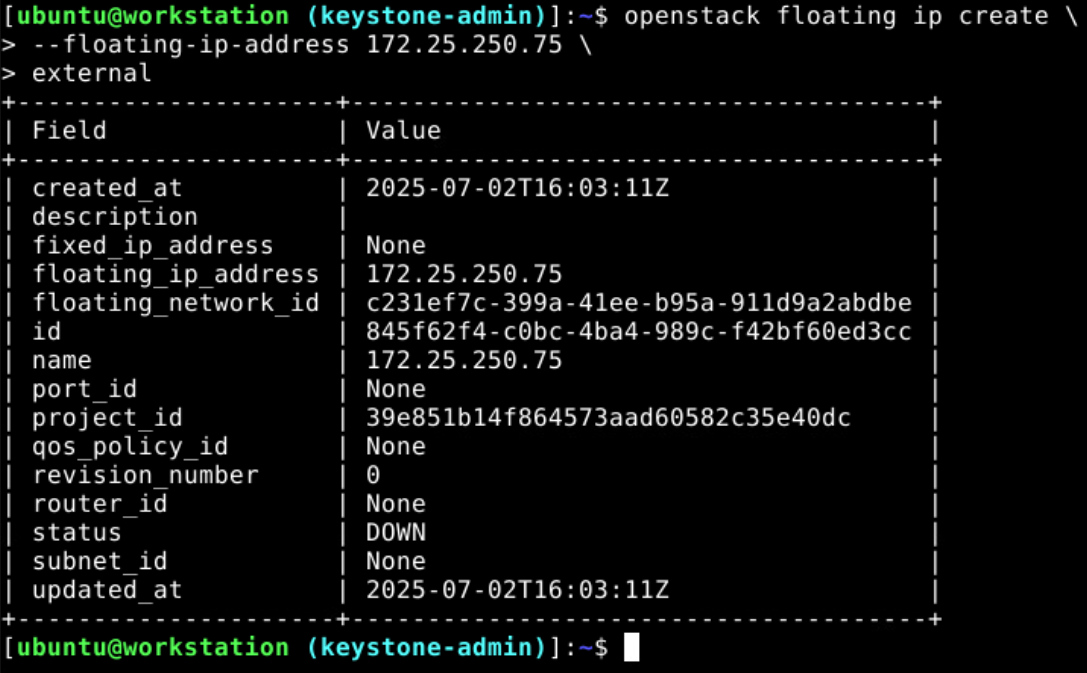 [ubuntu@workstation (keystone-admin)]:~$ openstack floating ip create \
> --floating-ip-address 172.25.250.75 \
> external
+---------------------+--------------------------------------+
| Field               | Value                                |
+---------------------+--------------------------------------+
| created_at          | 2025-07-02T16:03:11Z                 |
| description         |                                      |
| fixed_ip_address    | None                                 |
| floating_ip_address | 172.25.250.75                        |
| floating_network_id | c231ef7c-399a-41ee-b95a-911d9a2abdbe |
| id                  | 845f62f4-c0bc-4ba4-989c-f42bf60ed3cc |
| name                | 172.25.250.75                        |
| port_id             | None                                 |
| project_id          | 39e851b14f864573aad60582c35e40dc     |
| qos_policy_id       | None                                 |
| revision_number     | 0                                    |
| router_id           | None                                 |
| status              | DOWN                                 |
| subnet_id           | None                                 |
| updated_at          | 2025-07-02T16:03:11Z                 |
+---------------------+--------------------------------------+
[ubuntu@workstation (keystone-admin)]:~$